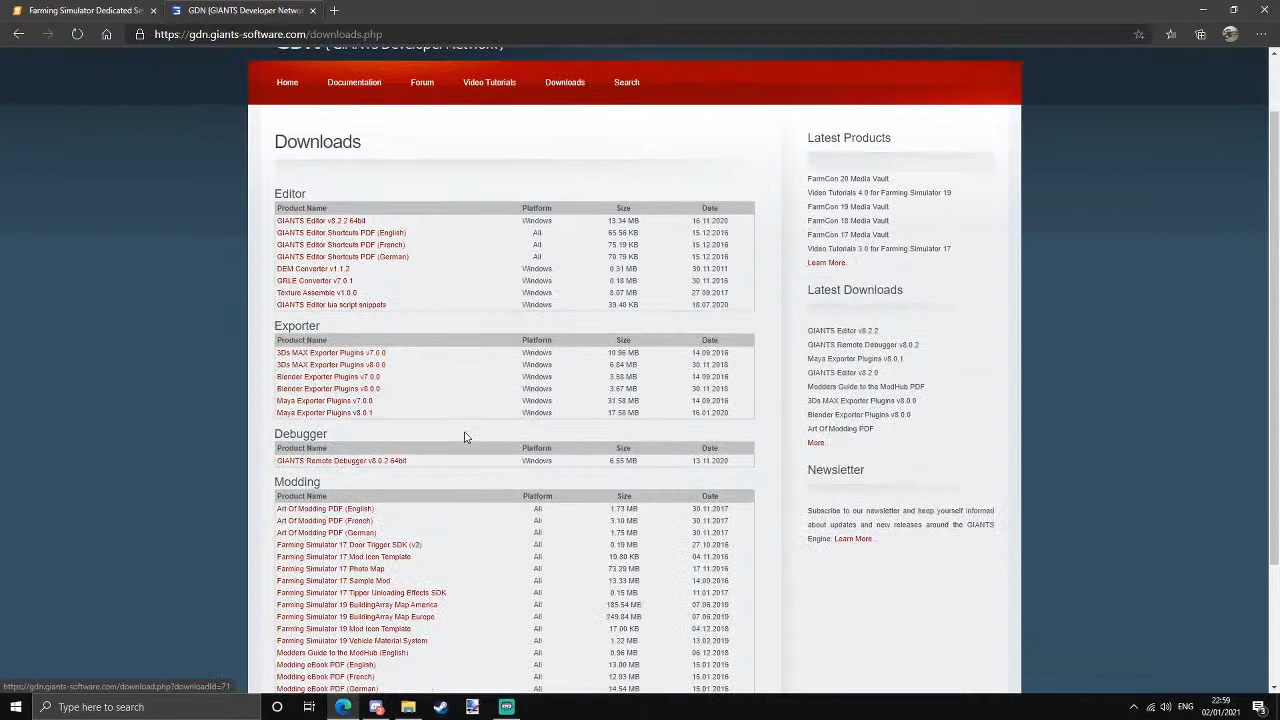 Farming Simulator Dedicated Se
GDN (GIANTS Developer Networ
https://gdn.giants-software.com/downloads.php
GDN { GIANTS Developer Network }
Home Documentation Forum Video Tutorials Downloads Search
Downloads
Editor
Product Name Platform Size Date
GIANTS Editor v8.2.2 64bit Windows 13.34 MB 16.11.2020
GIANTS Editor Shortcuts PDF (English) All 65.56 KB 15.12.2016
GIANTS Editor Shortcuts PDF (French) All 75.19 KB 15.12.2016
GIANTS Editor Shortcuts PDF (German) All 70.79 KB 15.12.2016
DEM Converter v1.1.2 Windows 0.31 MB 30.11.2011
GRLE Converter v7.0.1 Windows 0.18 MB 30.11.2016
Texture Assemble v1.0.0 Windows 8.07 MB 27.09.2017
GIANTS Editor lua script snippets Windows 39.40 KB 18.07.2020
Exporter
Product Name Platform Size Date
3Ds MAX Exporter Plugins v7.0.0 Windows 10.96 MB 14.09.2016
3Ds MAX Exporter Plugins v8.0.0 Windows 6.84 MB 30.11.2018
Blender Exporter Plugins v7.0.0 Windows 3.58 MB 14.09.2016
Blender Exporter Plugins v8.0.0 Windows 3.67 MB 30.11.2018
Maya Exporter Plugins v7.0.0 Windows 31.58 MB 14.09.2016
Maya Exporter Plugins v8.0.1 Windows 17.58 MB 16.01.2020
Debugger
Product Name Platform Size Date
GIANTS Remote Debugger v8.0.2 64bit Windows 6.55 MB 13.11.2020
Modding
Product Name Platform Size Date
Art Of Modding PDF (English) All 1.73 MB 30.11.2017
Art Of Modding PDF (French) All 3.10 MB 30.11.2017
Art Of Modding PDF (German) All 1.75 MB 30.11.2017
Farming Simulator 17 Door Trigger SDK (v2) All 0.19 MB 27.10.2016
Farming Simulator 17 Mod Icon Template All 19.80 KB 04.11.2016
Farming Simulator 17 Photo Map All 73.29 MB 17.11.2016
Farming Simulator 17 Sample Mod All 13.33 MB 14.09.2016
Farming Simulator 17 Tipper Unloading Effects SDK All 0.15 MB 11.01.2017
Farming Simulator 19 BuildingArray Map America All 185.54 MB 07.06.2019
Farming Simulator 19 BuildingArray Map Europe All 249.84 MB 07.06.2019
Farming Simulator 19 Mod Icon Template All 17.00 KB 04.12.2018
Farming Simulator 19 Vehicle Material System All 1.22 MB 13.02.2019
Modders Guide to the ModHub (English) All 0.96 MB 06.12.2018
Modding eBook PDF (English) All 13.00 MB 15.01.2016
Modding eBook PDF (French) All 12.93 MB 15.01.2016
Modding eBook PDF (German) All 14.54 MB 15.01.2016
Latest Products
FarmCon 20 Media Vault
Video Tutorials 4.0 for Farming Simulator 19
FarmCon 19 Media Vault
FarmCon 18 Media Vault
FarmCon 17 Media Vault
Video Tutorials 3.0 for Farming Simulator 17
Learn More..
Latest Downloads
GIANTS Editor v8.2.2
GIANTS Remote Debugger v8.0.2
Maya Exporter Plugins v8.0.1
GIANTS Editor v8.2.0
Modders Guide to the ModHub PDF
3Ds MAX Exporter Plugins v8.0.0
Blender Exporter Plugins v8.0.0
Art Of Modding PDF
More..
Newsletter
Subscribe to our newsletter and keep yourself informed
about updates and new releases around the GIANTS
Engine. Learn More...
https://gdn.giants-software.com/download.php?downloadId=71
Type here to search
ENG
22:59
02/01/2021